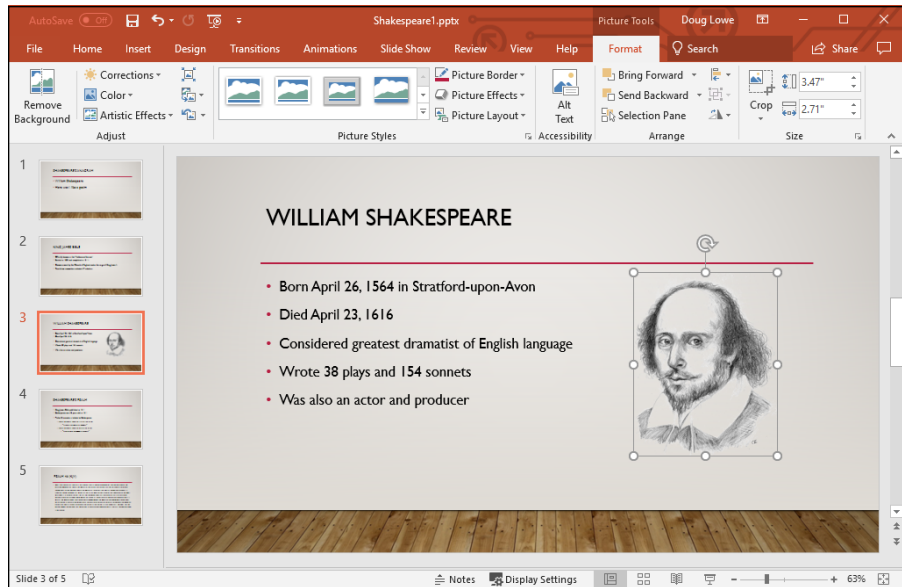 AutoSave Off Shakespeare1.pptx Picture Tools Doug Lowe
File Home Insert Design Transitions Animations Slide Show Review View Help Format Search Share
Remove Background
Corrections
Color
Artistic Effects
Picture Border
Picture Effects
Picture Layout
Alt Text
Bring Forward
Send Backward
Selection Pane
Crop
3.47"
2.71"
Adjust Picture Styles Accessibility Arrange Size
1
2
3
4
5
WILLIAM SHAKESPEARE
• Born April 26, 1564 in Stratford-upon-Avon
• Died April 23, 1616
• Considered greatest dramatist of English language
• Wrote 38 plays and 154 sonnets
• Was also an actor and producer
Slide 3 of 5 Notes Display Settings 63%